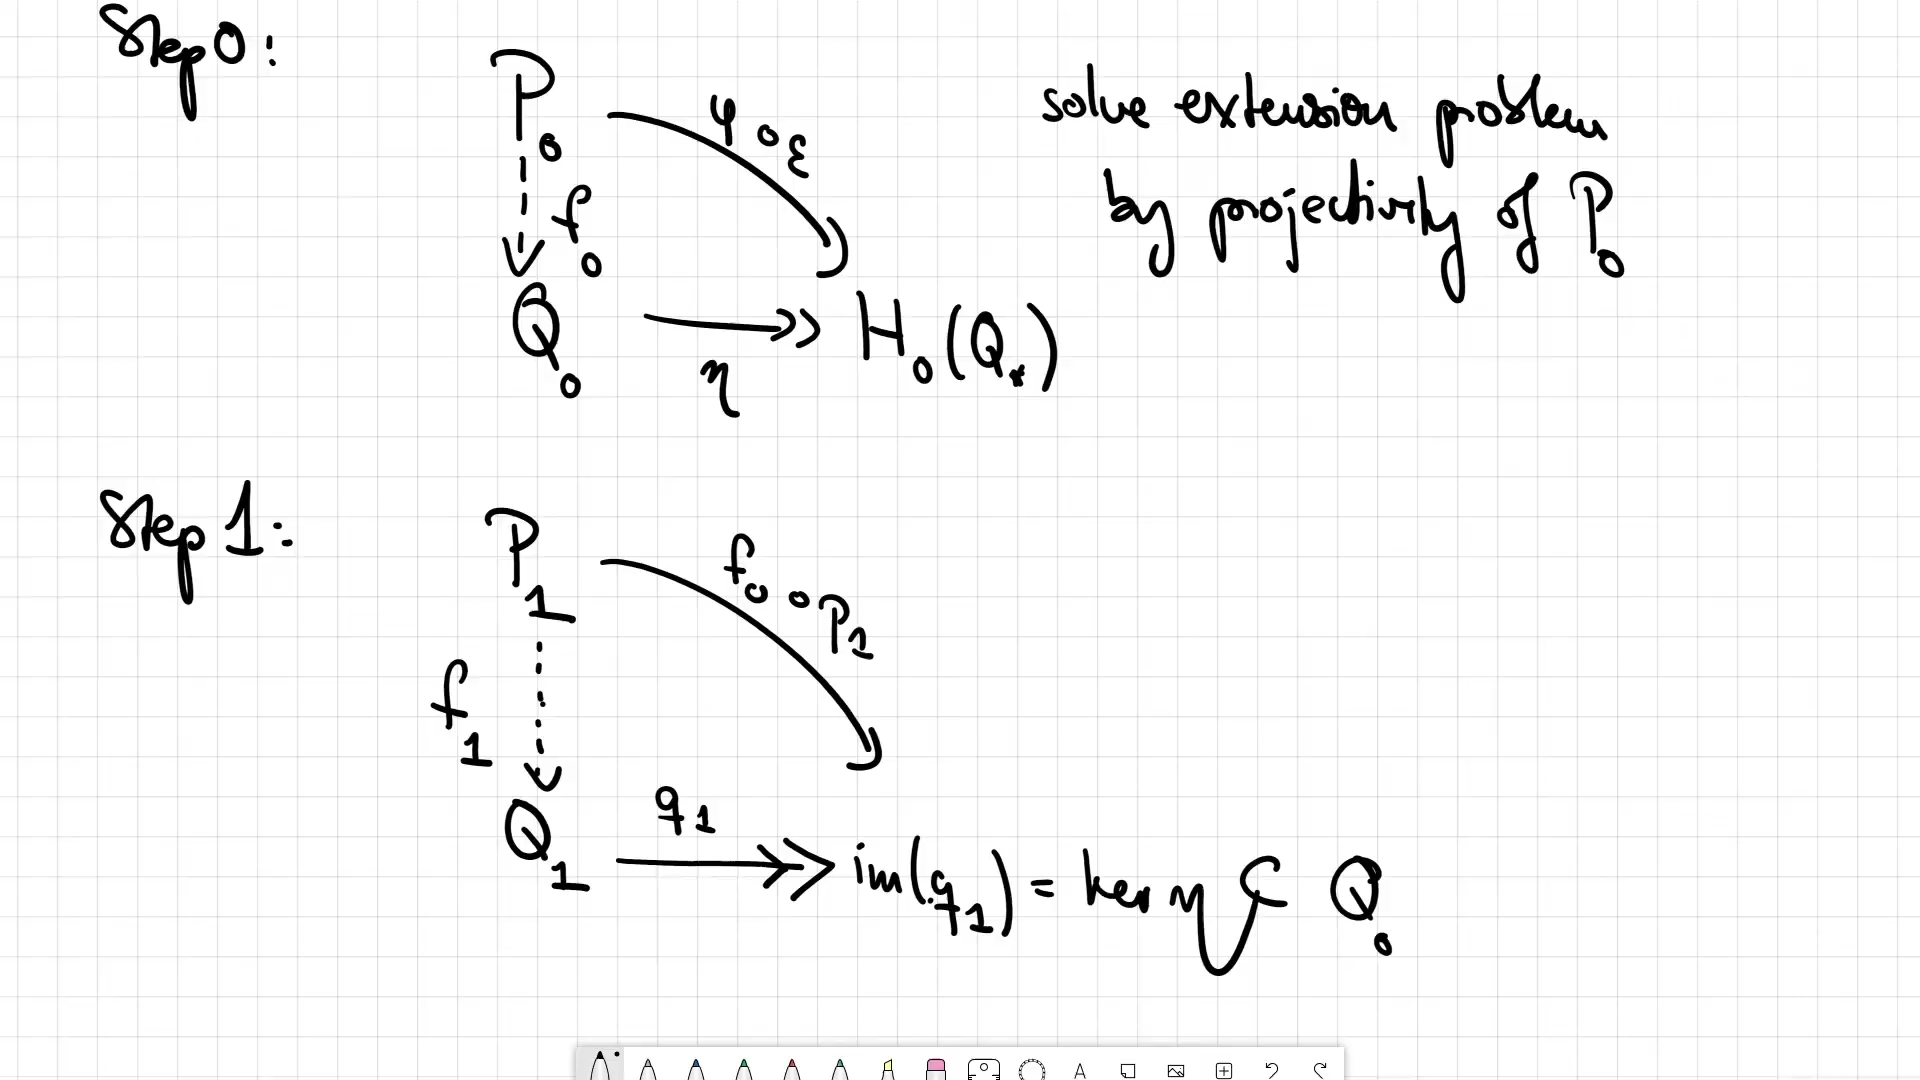 Step 0:
P₀
φ∘ε
solve extension problem
by projectivity of P₀
f₀
Q₀
η
H₀(Q⁎)
Step 1:
P₁
f₀∘p₁
f₁
Q₁
q₁
im(q₁) = ker η ⊂ Q₀
A